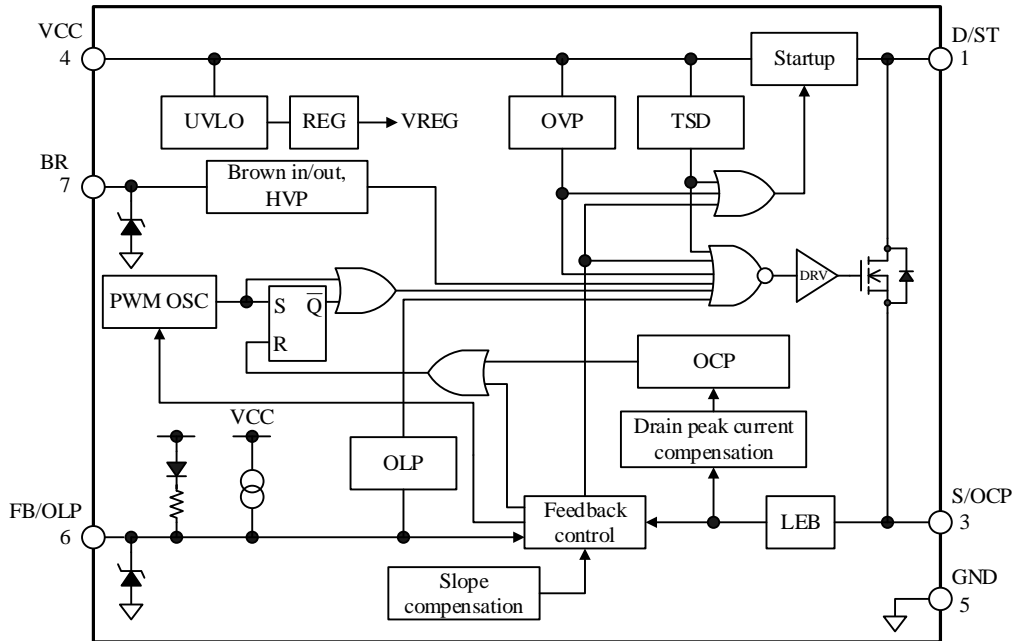 VCC
4
D/ST
1
Startup
UVLO
REG
VREG
OVP
TSD
BR
7
Brown in/out,
HVP
PWM OSC
S
Q̅
R
DRV
OCP
VCC
Drain peak current
compensation
OLP
FB/OLP
6
Feedback
control
LEB
S/OCP
3
Slope
compensation
GND
5